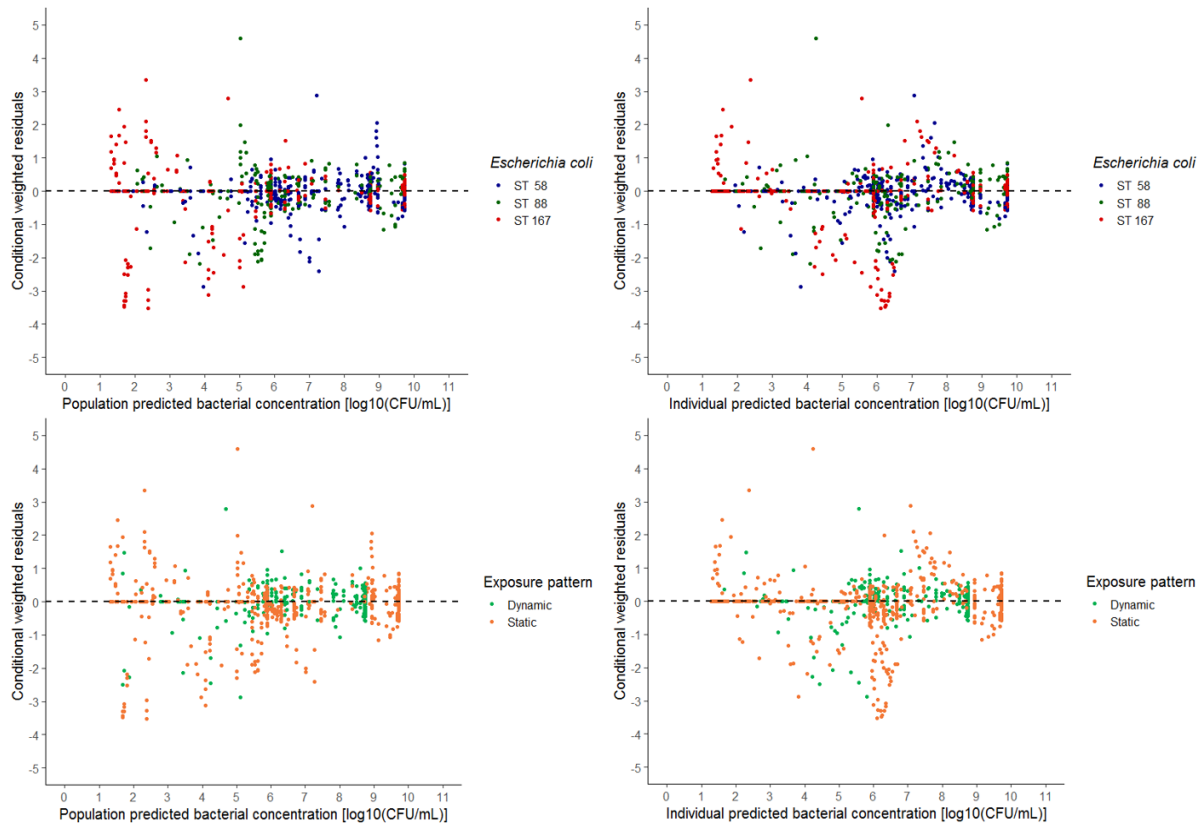 5
4
3
2
1
0
-1
-2
-3
-4
-5
Conditional weighted residuals
0 1 2 3 4 5 6 7 8 9 10 11
Population predicted bacterial concentration [log10(CFU/mL)]
Escherichia coli
ST 58
ST 88
ST 167
5
4
3
2
1
0
-1
-2
-3
-4
-5
Conditional weighted residuals
0 1 2 3 4 5 6 7 8 9 10 11
Individual predicted bacterial concentration [log10(CFU/mL)]
Escherichia coli
ST 58
ST 88
ST 167
5
4
3
2
1
0
-1
-2
-3
-4
-5
Conditional weighted residuals
0 1 2 3 4 5 6 7 8 9 10 11
Population predicted bacterial concentration [log10(CFU/mL)]
Exposure pattern
Dynamic
Static
5
4
3
2
1
0
-1
-2
-3
-4
-5
Conditional weighted residuals
0 1 2 3 4 5 6 7 8 9 10 11
Individual predicted bacterial concentration [log10(CFU/mL)]
Exposure pattern
Dynamic
Static